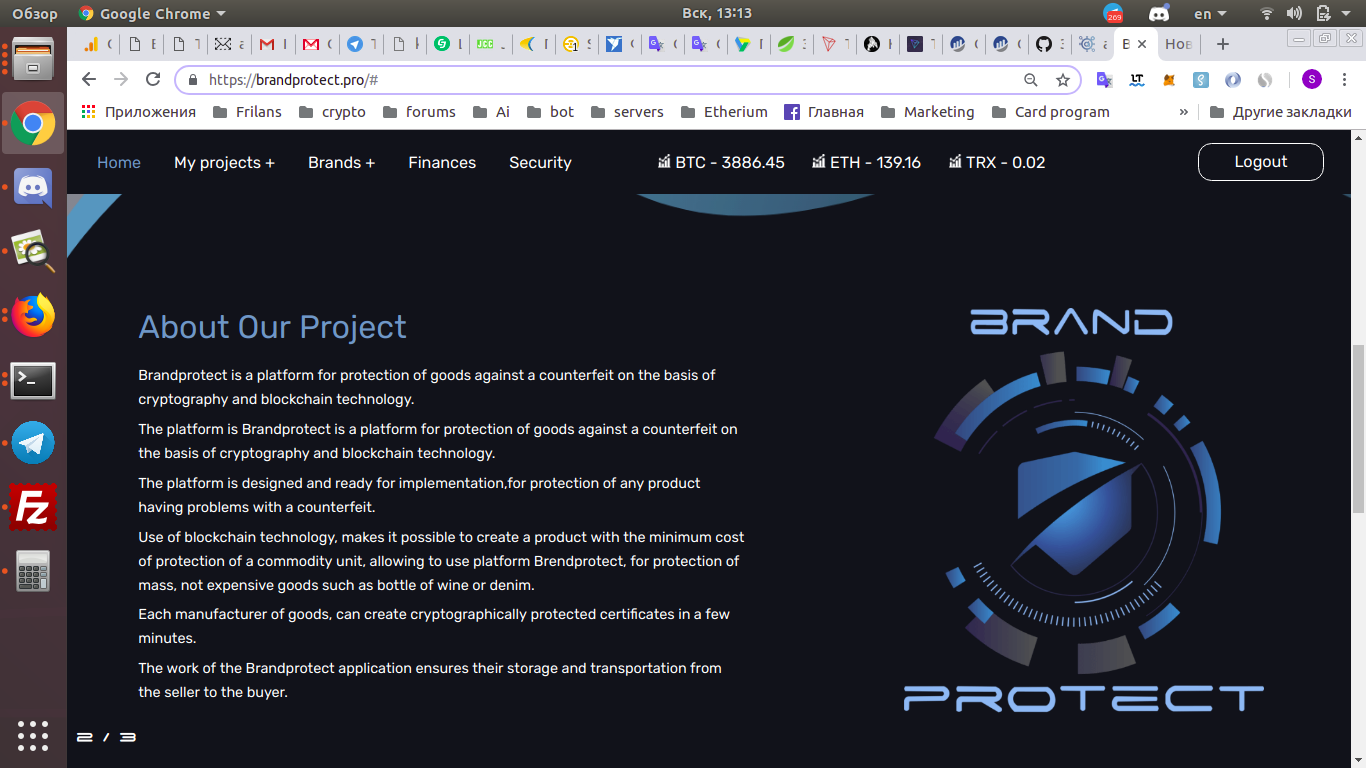 Обзор Google Chrome Вск, 13:13 269 en
https://brandprotect.pro/#
Приложения Frilans crypto forums Ai bot servers Etherium Главная Marketing Card program » Другие закладки
Home My projects + Brands + Finances Security BTC - 3886.45 ETH - 139.16 TRX - 0.02 Logout
About Our Project
Brandprotect is a platform for protection of goods against a counterfeit on the basis of
cryptography and blockchain technology.
The platform is Brandprotect is a platform for protection of goods against a counterfeit on
the basis of cryptography and blockchain technology.
The platform is designed and ready for implementation,for protection of any product
having problems with a counterfeit.
Use of blockchain technology, makes it possible to create a product with the minimum cost
of protection of a commodity unit, allowing to use platform Brendprotect, for protection of
mass, not expensive goods such as bottle of wine or denim.
Each manufacturer of goods, can create cryptographically protected certificates in a few
minutes.
The work of the Brandprotect application ensures their storage and transportation from
the seller to the buyer.
BRAND
PROTECT
2 / 3